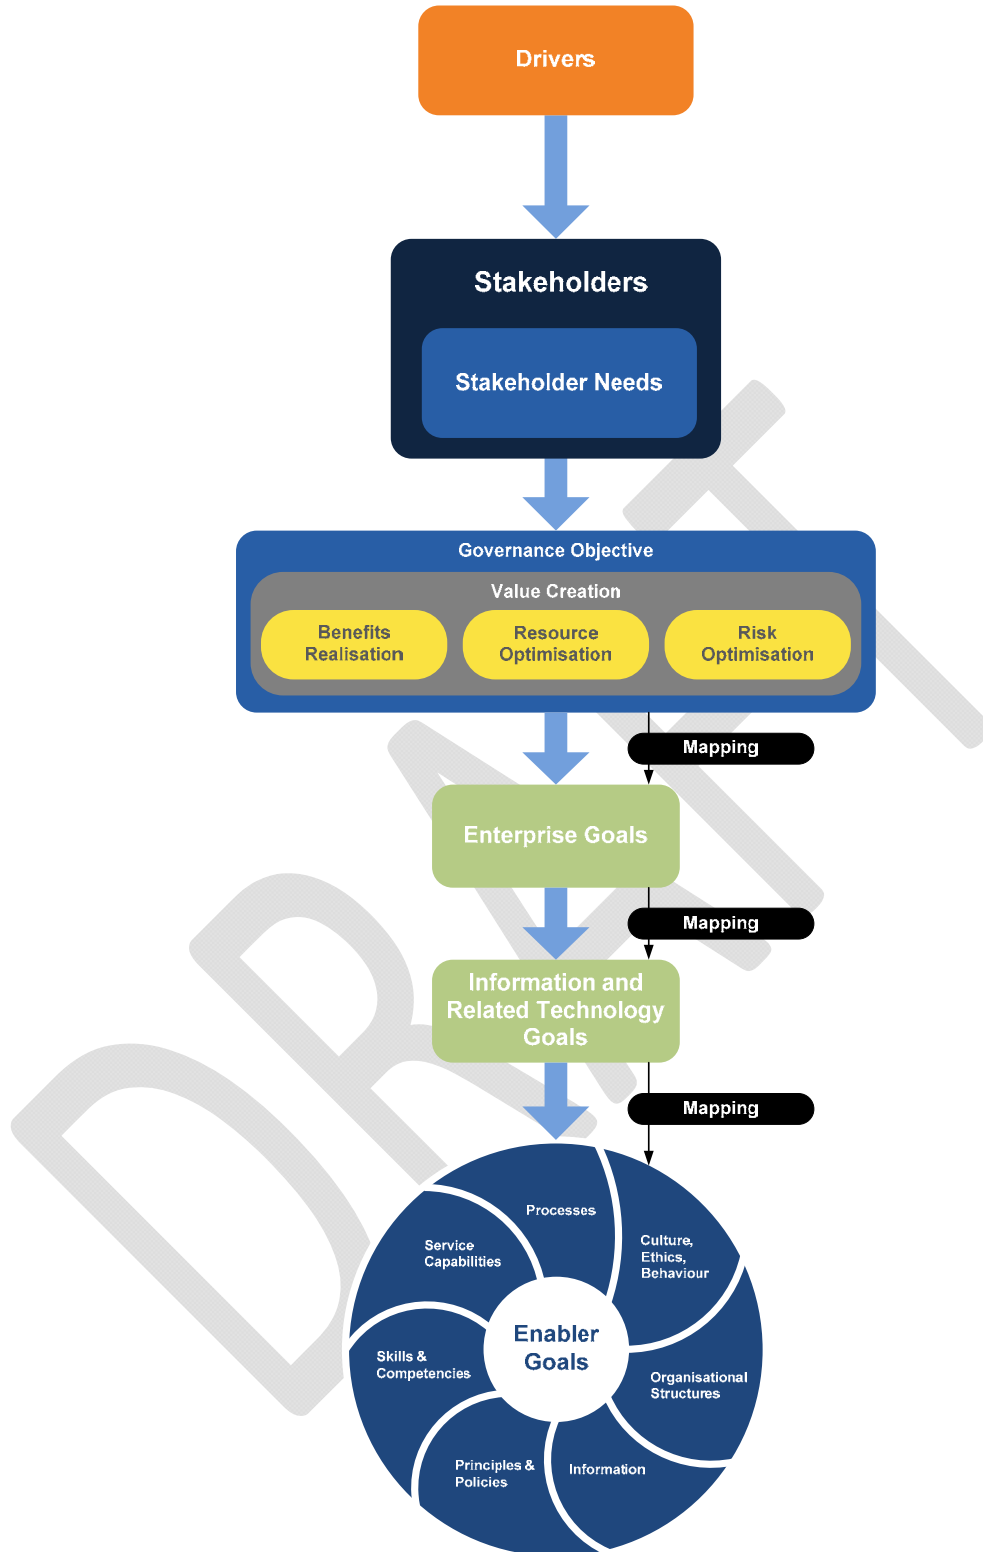 Drivers
Stakeholders
Stakeholder Needs
Governance Objective
Value Creation
Benefits
Realisation
Resource
Optimisation
Risk
Optimisation
Mapping
Enterprise Goals
Mapping
Information and
Related Technology
Goals
Mapping
Processes
Culture,
Ethics,
Behaviour
Service
Capabilities
Enabler
Goals
Skills &
Competencies
Organisational
Structures
Principles &
Policies
Information
DRAFT